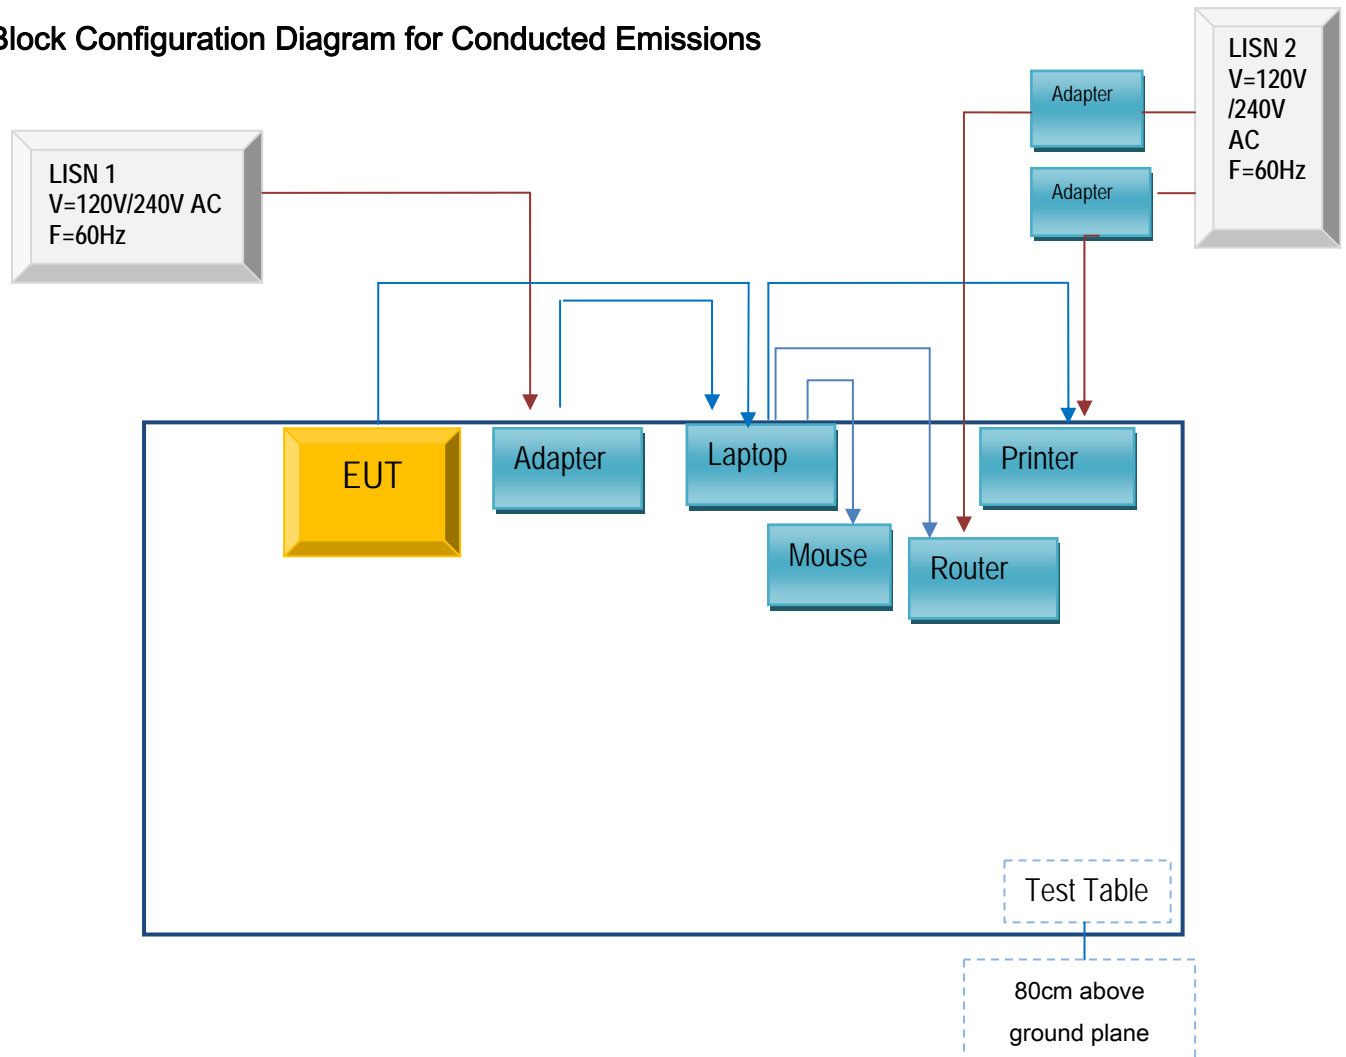 Block Configuration Diagram for Conducted Emissions
LISN 2
V=120V
/240V
AC
F=60Hz
Adapter
LISN 1
V=120V/240V AC
F=60Hz
Adapter
EUT
Adapter
Laptop
Printer
Mouse
Router
Test Table
80cm above
ground plane